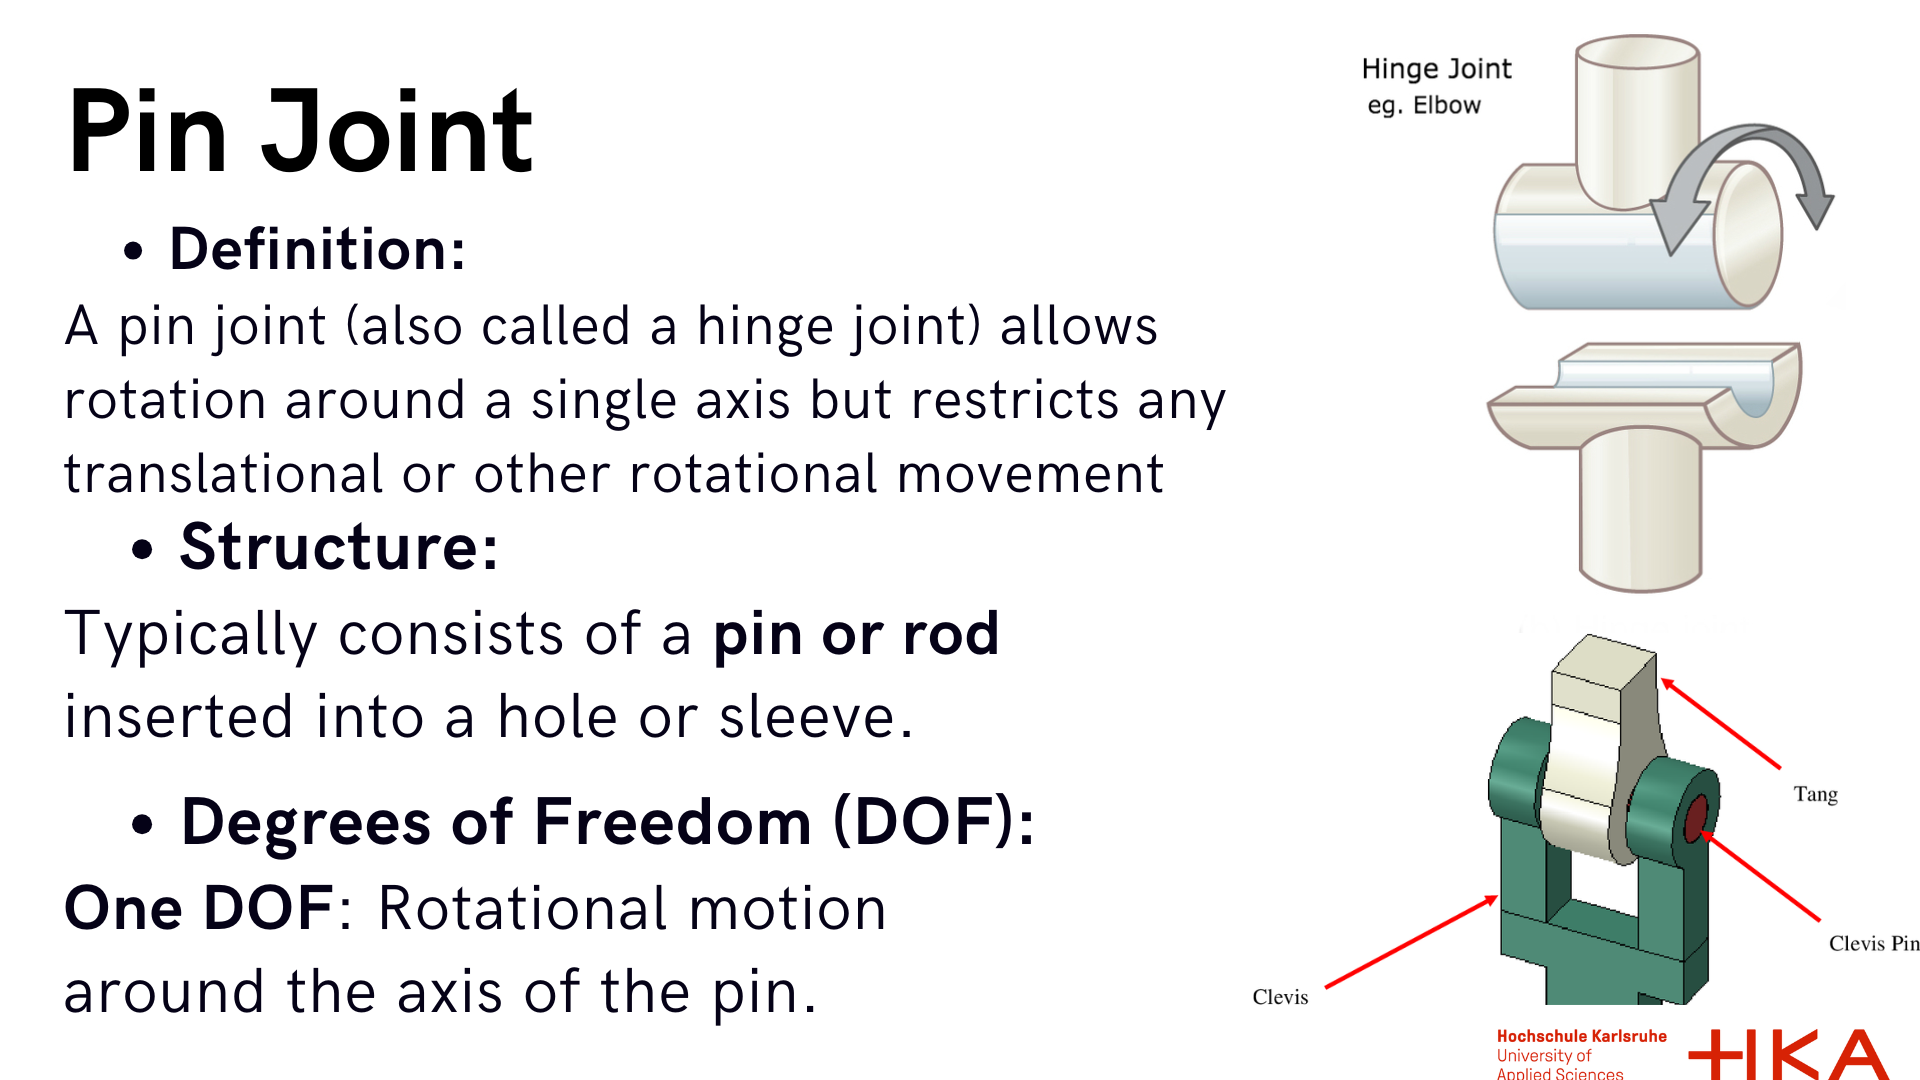 Pin Joint
• Definition:
A pin joint (also called a hinge joint) allows
rotation around a single axis but restricts any
translational or other rotational movement
• Structure:
Typically consists of a pin or rod
inserted into a hole or sleeve.
• Degrees of Freedom (DOF):
One DOF: Rotational motion
around the axis of the pin.
Hinge Joint
eg. Elbow
Tang
Clevis Pin
Clevis
Hochschule Karlsruhe
University of
Applied Sciences
HKA